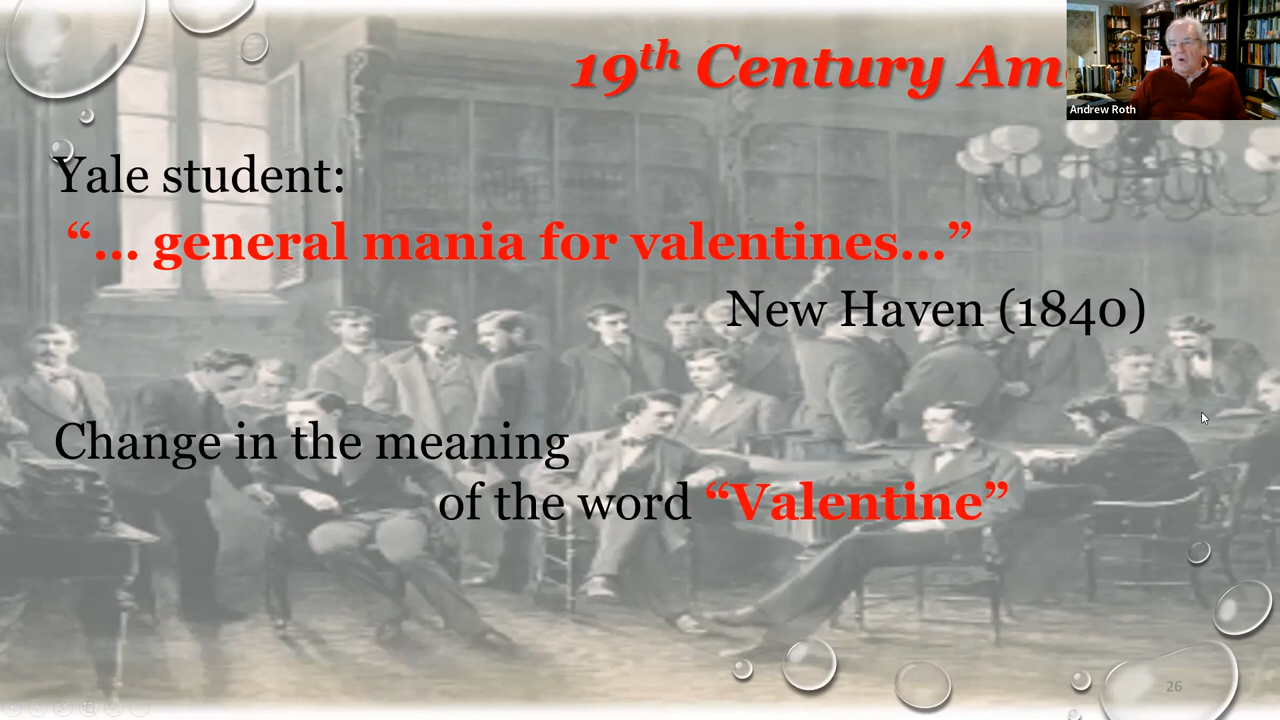 19th Century Am
Andrew Roth
Yale student:
“... general mania for valentines...”
New Haven (1840)
Change in the meaning
of the word “Valentine”
26